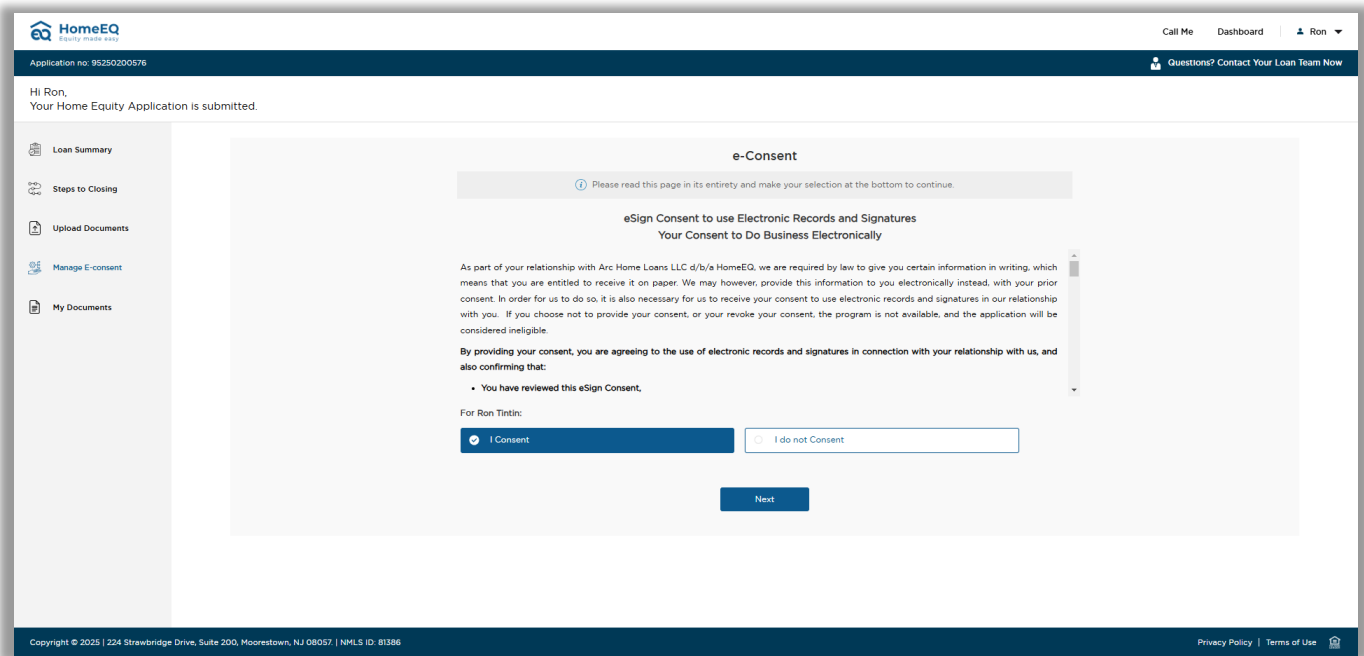 HomeEQ
Equity made easy
Call Me Dashboard Ron
Application no: 95250200576
Questions? Contact Your Loan Team Now
Hi Ron,
Your Home Equity Application is submitted.
Loan Summary
Steps to Closing
Upload Documents
Manage E-consent
My Documents
e-Consent
Please read this page in its entirety and make your selection at the bottom to continue.
eSign Consent to use Electronic Records and Signatures
Your Consent to Do Business Electronically
As part of your relationship with Arc Home Loans LLC d/b/a HomeEQ, we are required by law to give you certain information in writing, which
means that you are entitled to receive it on paper. We may however, provide this information to you electronically instead, with your prior
consent. In order for us to do so, it is also necessary for us to receive your consent to use electronic records and signatures in our relationship
with you. If you choose not to provide your consent, or your revoke your consent, the program is not available, and the application will be
considered ineligible.
By providing your consent, you are agreeing to the use of electronic records and signatures in connection with your relationship with us, and
also confirming that:
• You have reviewed this eSign Consent,
For Ron Tintin:
I Consent
I do not Consent
Next
Copyright © 2025 | 224 Strawbridge Drive, Suite 200, Moorestown, NJ 08057. | NMLS ID: 81386
Privacy Policy | Terms of Use